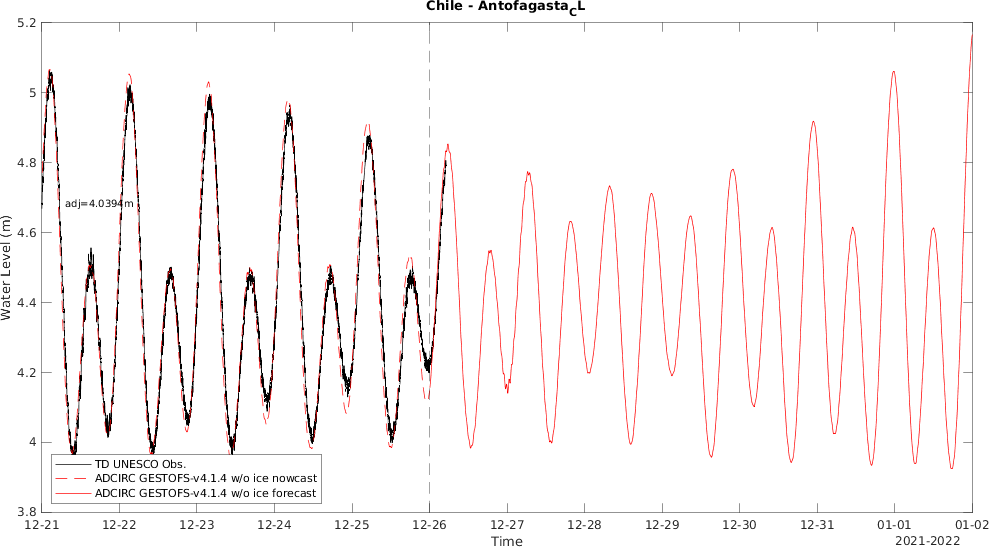 Chile - Antofagasta_CL
5.2
5
4.8
4.6
4.4
4.2
4
3.8
Water Level (m)
adj=4.0394m
TD UNESCO Obs.
ADCIRC GESTOFS-v4.1.4 w/o ice nowcast
ADCIRC GESTOFS-v4.1.4 w/o ice forecast
12-21 12-22 12-23 12-24 12-25 12-26 12-27 12-28 12-29 12-30 12-31 01-01 01-02
Time
2021-2022